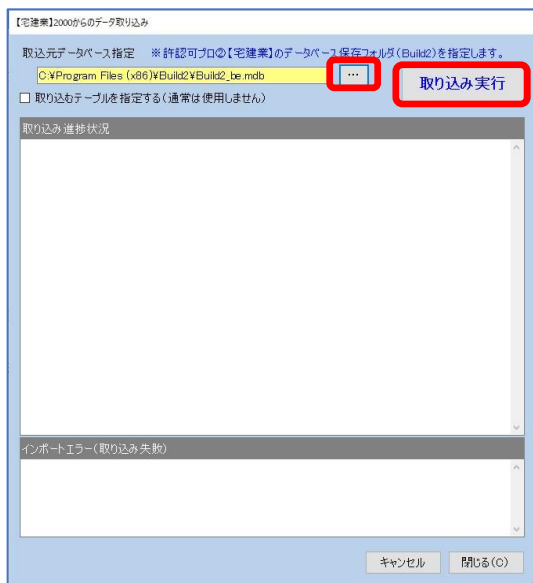 【宅建業】2000からのデータ取り込み
取込元データベース指定 ※許認可プロ②【宅建業】のデータベース保存フォルダ(Build2)を指定します。
C:¥Program Files (x86)¥Build2¥Build2_be.mdb ... 取り込み実行
取り込むテーブルを指定する(通常は使用しません)
取り込み進捗状況
インポートエラー(取り込み失敗)
キャンセル 閉じる(C)